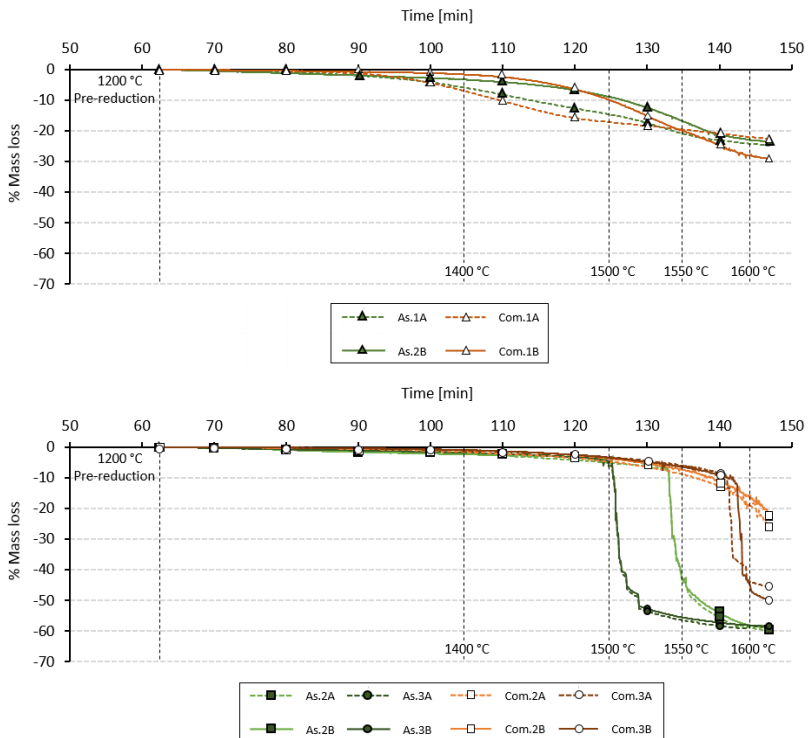 Time [min]
50 60 70 80 90 100 110 120 130 140 150
0
1200 °C
-10
Pre-reduction
-20
-30
-40
-50
-60
-70
% Mass loss
1400 °C 1500 °C 1550 °C 1600 °C
As.1A Com.1A
As.2B Com.1B
Time [min]
50 60 70 80 90 100 110 120 130 140 150
0
1200 °C
-10
Pre-reduction
-20
-30
-40
-50
-60
-70
% Mass loss
1400 °C 1500 °C 1550 °C 1600 °C
As.2A As.3A Com.2A Com.3A
As.2B As.3B Com.2B Com.3B